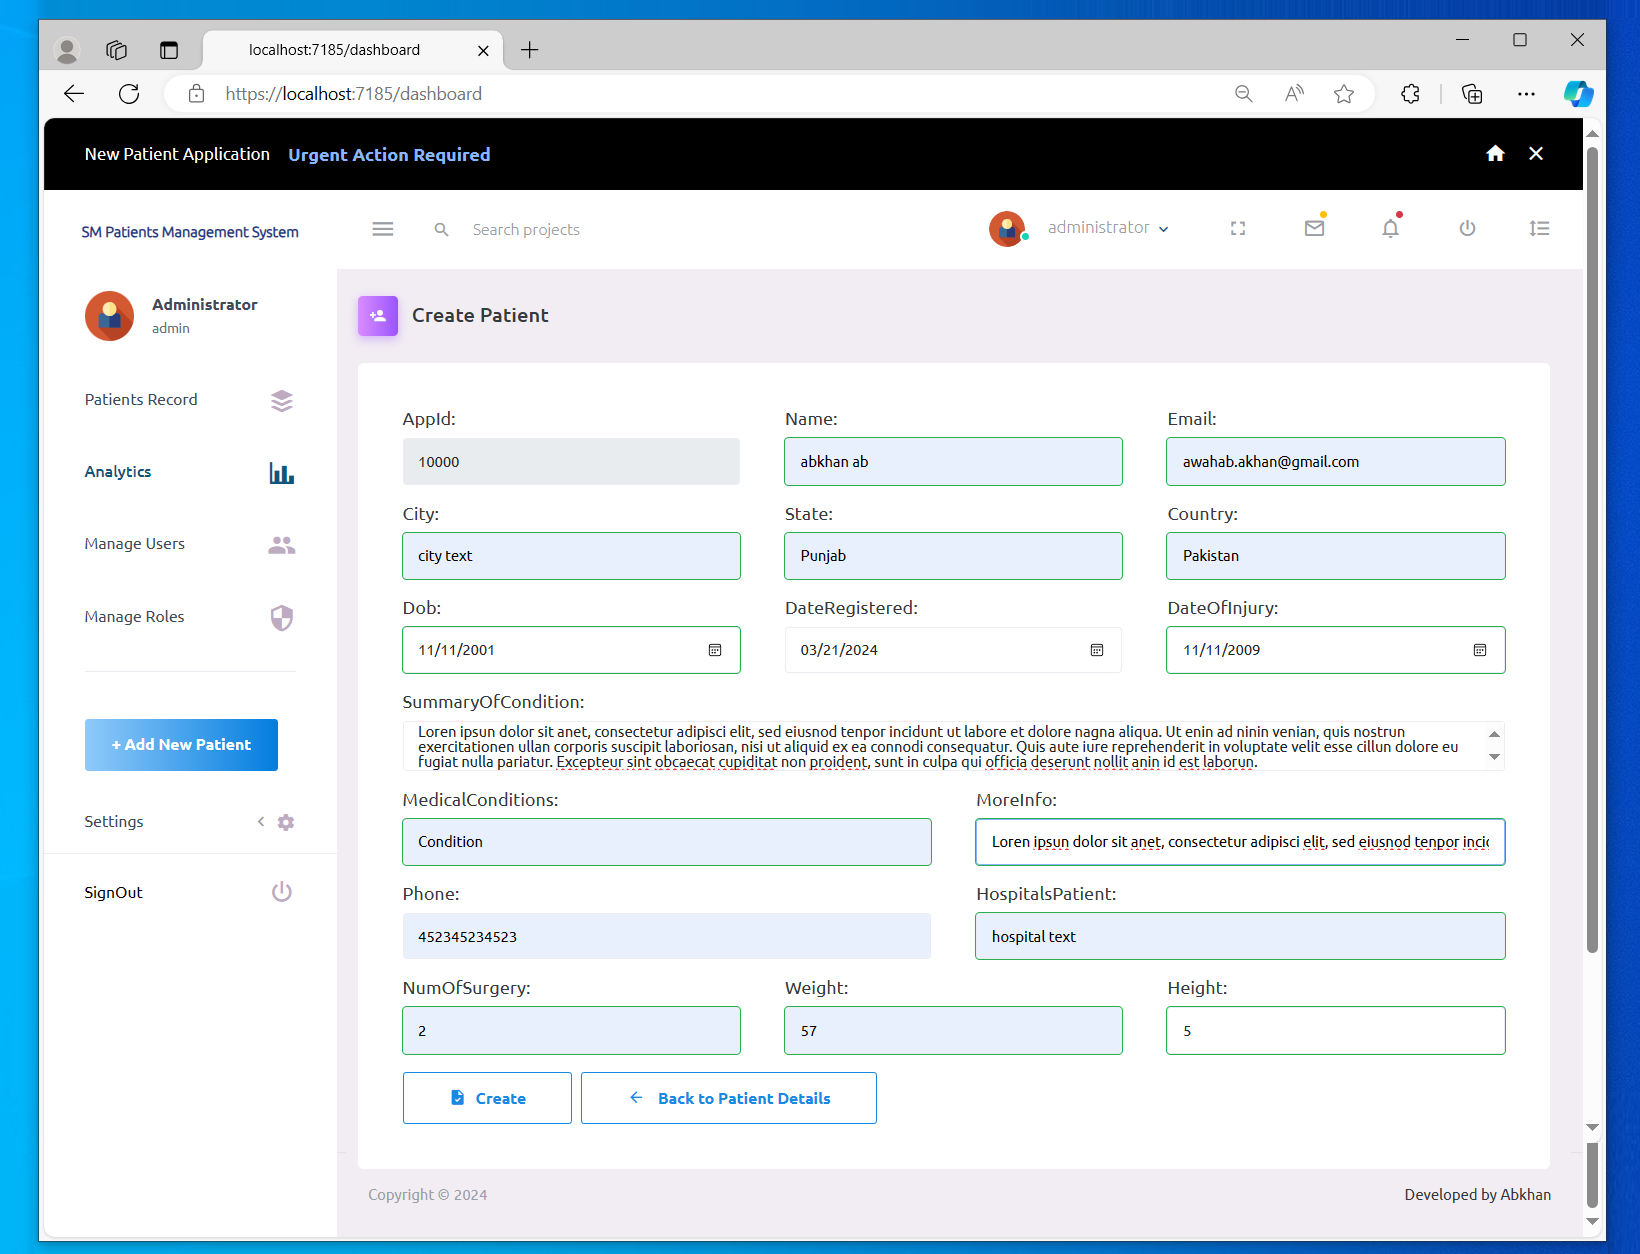 localhost:7185/dashboard
https://localhost:7185/dashboard
New Patient Application Urgent Action Required
SM Patients Management System
Search projects
administrator
Administrator
admin
Patients Record
Analytics
Manage Users
Manage Roles
+ Add New Patient
Settings
SignOut
Create Patient
AppId: Name: Email:
10000 abkhan ab awahab.akhan@gmail.com
City: State: Country:
city text Punjab Pakistan
Dob: DateRegistered: DateOfInjury:
11/11/2001 03/21/2024 11/11/2009
SummaryOfCondition:
Loren ipsun dolor sit anet, consectetur adipisci elit, sed eiusnod tenpor incidunt ut labore et dolore nagna aliqua. Ut enin ad ninin venian, quis nostrun
exercitationen ullan corporis suscipit laboriosan, nisi ut aliquid ex ea connodi consequatur. Quis aute iure reprehenderit in voluptate velit esse cillun dolore eu
fugiat nulla pariatur. Excepteur sint obcaecat cupiditat non proident, sunt in culpa qui officia deserunt nollit anin id est laborun.
MedicalConditions: MoreInfo:
Condition Loren ipsun dolor sit anet, consectetur adipisci elit, sed eiusnod tenpor incid
Phone: HospitalsPatient:
452345234523 hospital text
NumOfSurgery: Weight: Height:
2 57 5
Create Back to Patient Details
Copyright © 2024 Developed by Abkhan